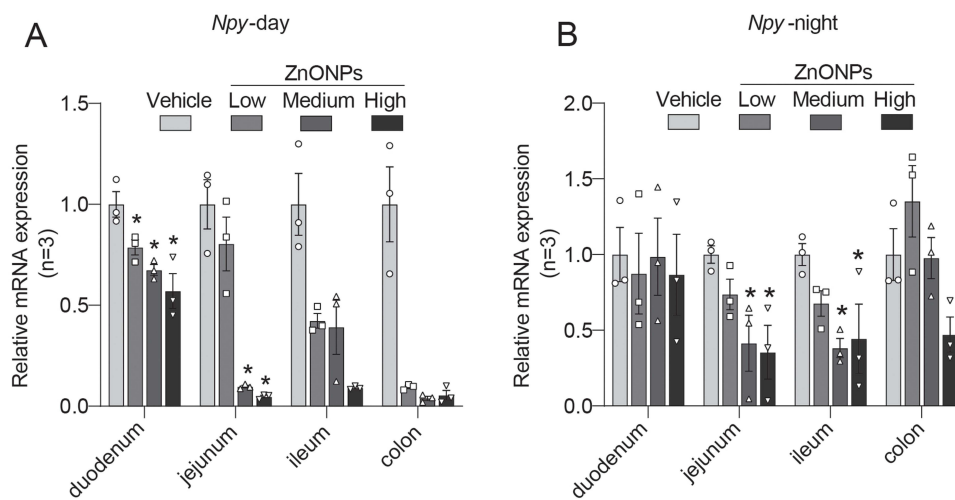 A
Npy-day
ZnONPs
Vehicle Low Medium High
Relative mRNA expression
(n=3)
1.5
1.0
0.5
0.0
* * *
* *
duodenum
jejunum
ileum
colon
B
Npy-night
ZnONPs
Vehicle Low Medium High
Relative mRNA expression
(n=3)
2.0
1.5
1.0
0.5
0.0
* *
* *
duodenum
jejunum
ileum
colon